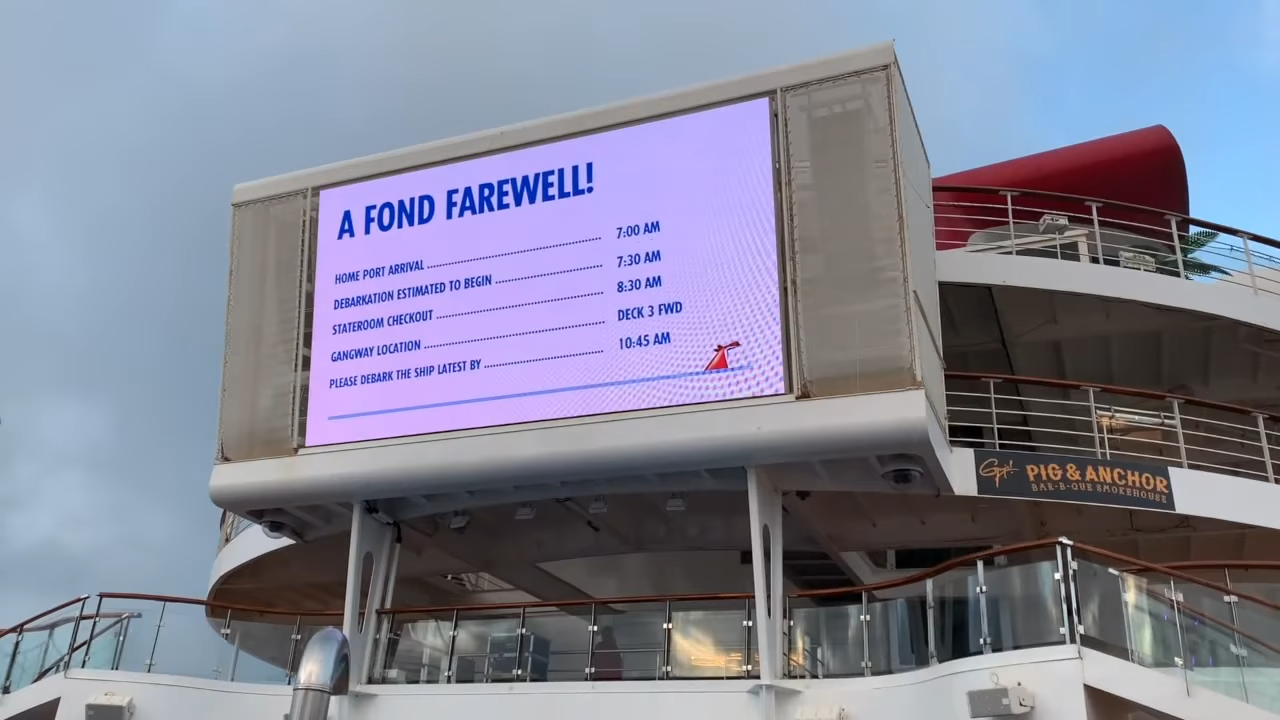 A FOND FAREWELL!
HOME PORT ARRIVAL ........................................ 7:00 AM
DEBARKATION ESTIMATED TO BEGIN ........................ 7:30 AM
STATEROOM CHECKOUT ........................................ 8:30 AM
GANGWAY LOCATION ........................................ DECK 3 FWD
PLEASE DEBARK THE SHIP LATEST BY ........................ 10:45 AM
Guy's
PIG & ANCHOR
BAR-B-QUE SMOKEHOUSE